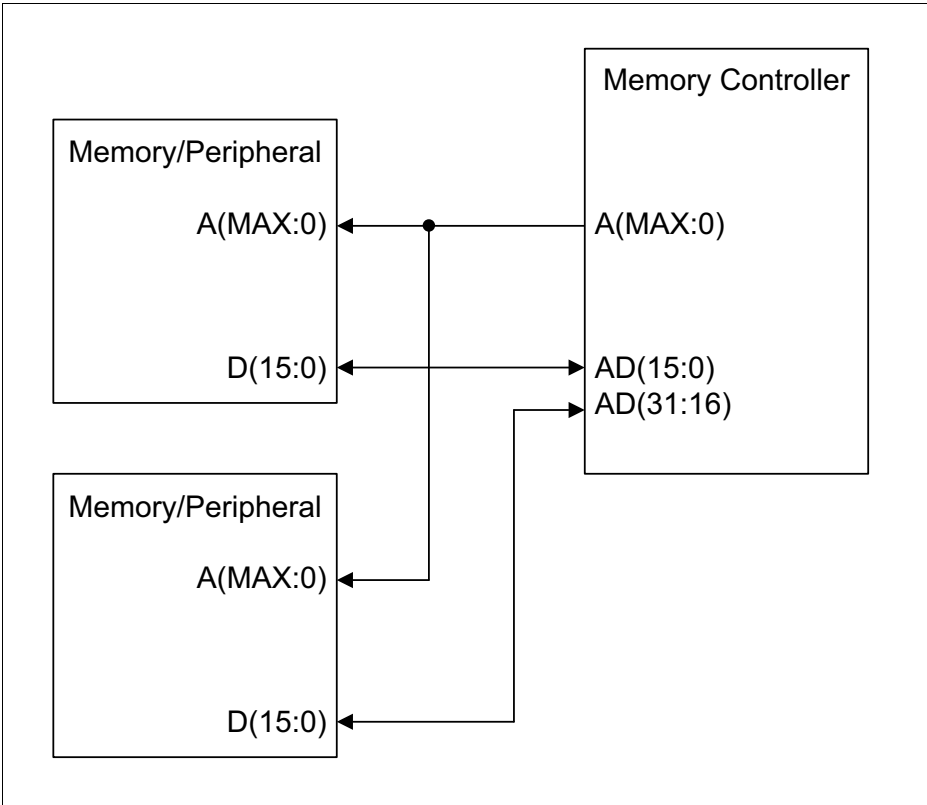 Memory Controller
Memory/Peripheral
A(MAX:0)
A(MAX:0)
D(15:0)
AD(15:0)
AD(31:16)
Memory/Peripheral
A(MAX:0)
D(15:0)